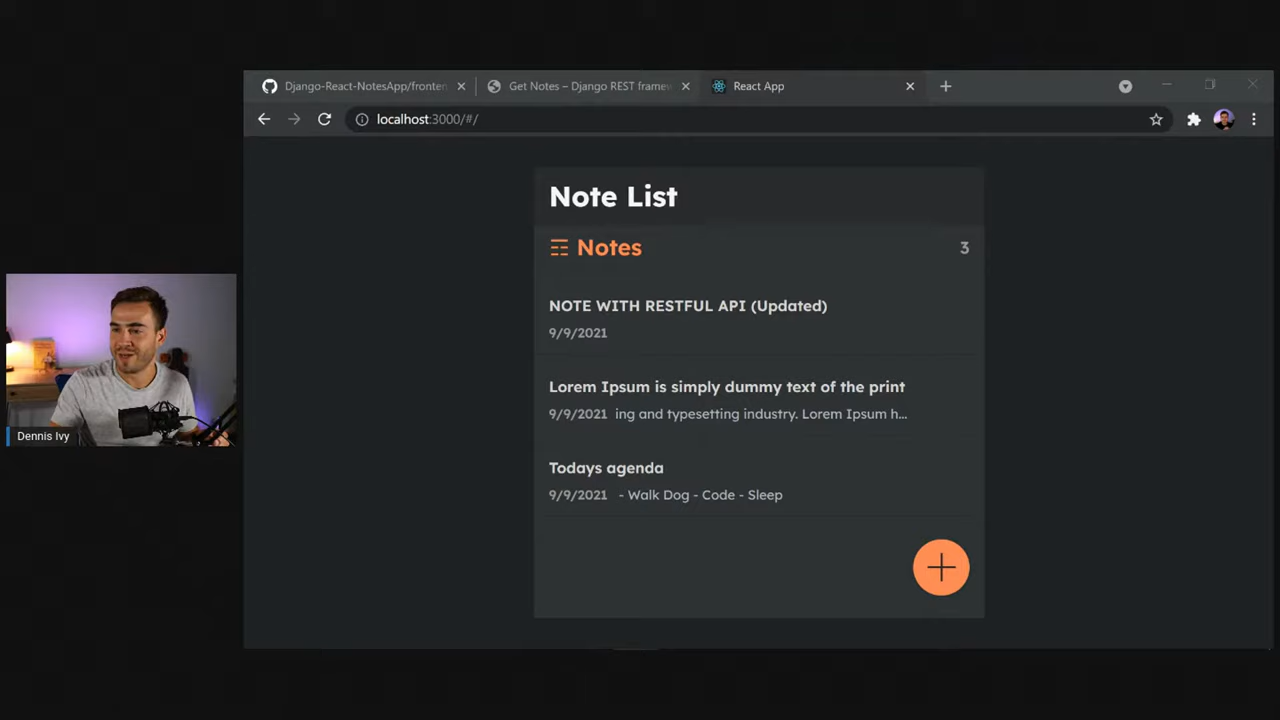 Django-React-NotesApp/fronten
Get Notes – Django REST framew
React App
localhost:3000/#/
Note List
Notes
3
NOTE WITH RESTFUL API (Updated)
9/9/2021
Lorem Ipsum is simply dummy text of the print
9/9/2021 ing and typesetting industry. Lorem Ipsum h...
Todays agenda
9/9/2021 - Walk Dog - Code - Sleep
Dennis Ivy